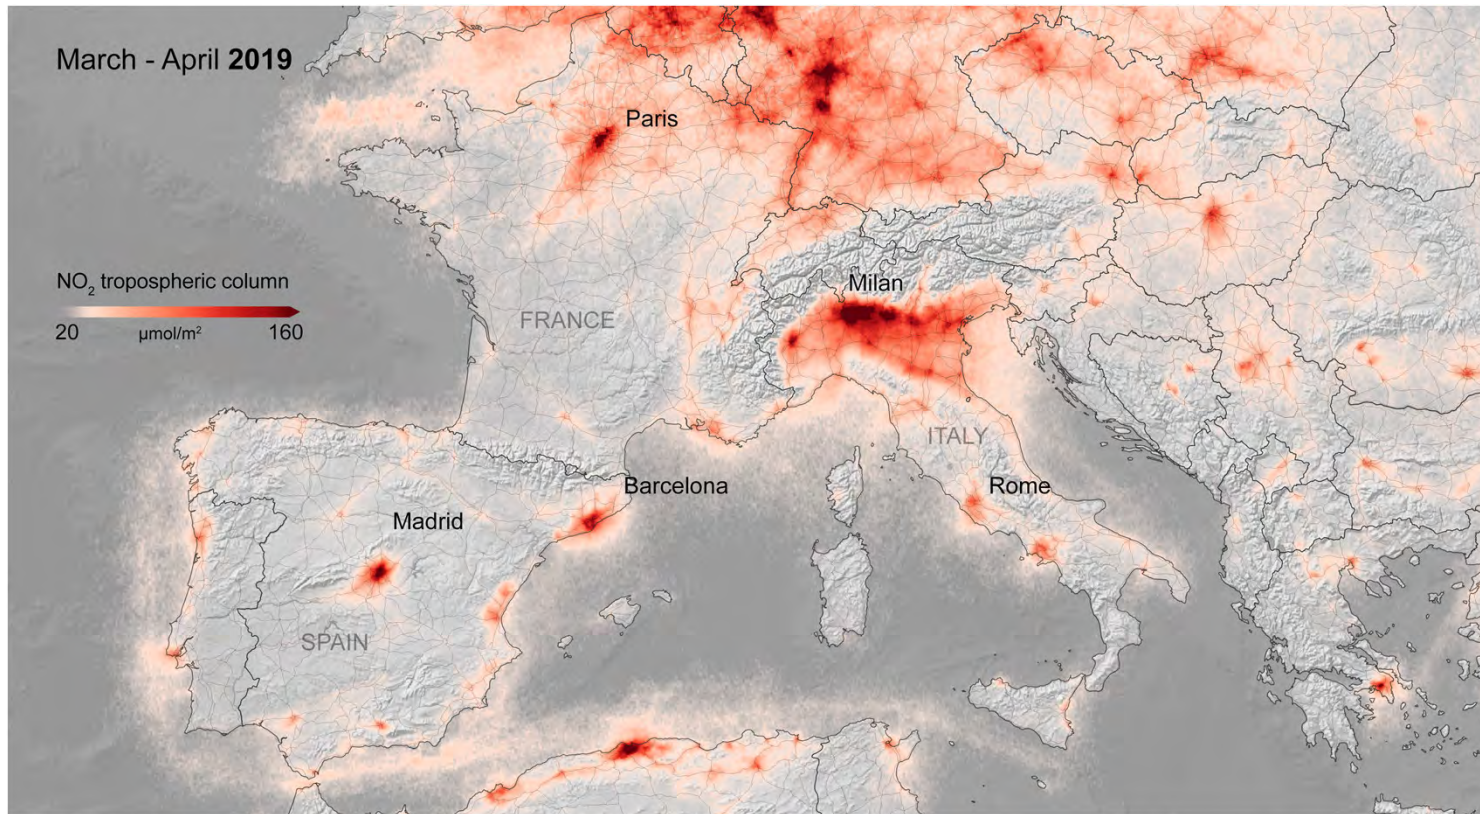 March - April 2019
Paris
NO₂ tropospheric column
20 µmol/m² 160
Milan
FRANCE
ITALY
Barcelona
Rome
Madrid
SPAIN